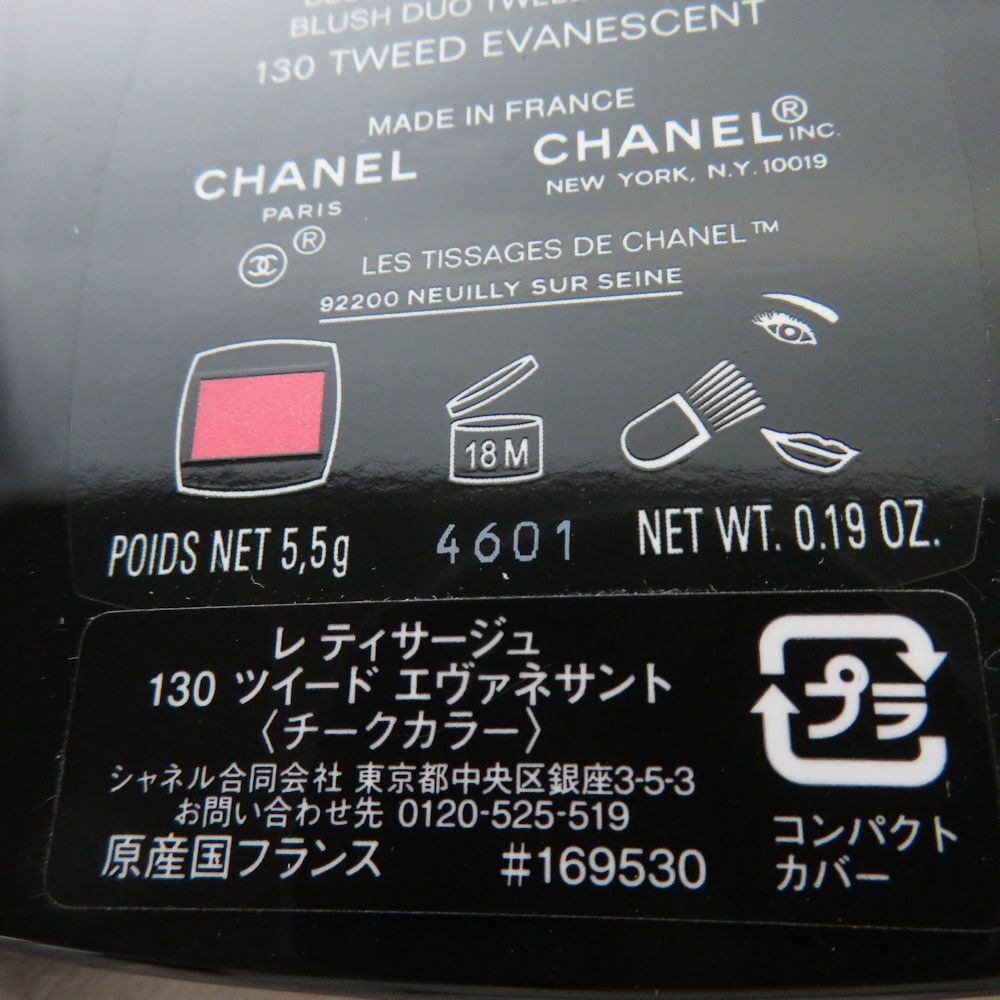 BLUSH DUO TWEED
130 TWEED EVANESCENT
MADE IN FRANCE
CHANEL
PARIS
CHANEL® INC.
NEW YORK, N.Y. 10019
®
LES TISSAGES DE CHANEL™
92200 NEUILLY SUR SEINE
18 M
POIDS NET 5,5g
4601
NET WT. 0.19 OZ.
レ ティサージュ
130 ツイード エヴァネサント
〈チークカラー〉
シャネル合同会社 東京都中央区銀座3-5-3
お問い合わせ先 0120-525-519
原産国フランス
#169530
プラ
コンパクト
カバー